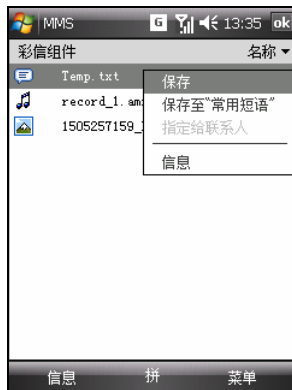 MMS G 13:35 ok
彩信组件 名称
Temp.txt
保存
record_1.am
保存至"常用短语"
1505257159_
指定给联系人
信息
信息 拼 菜单